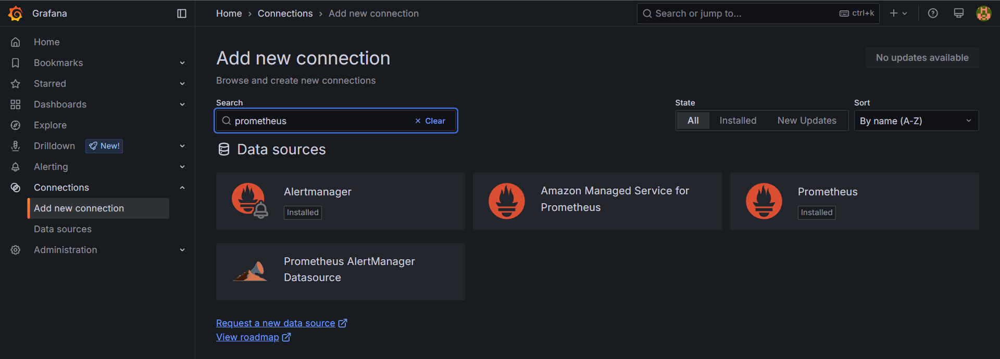 Grafana
Home › Connections › Add new connection
Search or jump to...
ctrl+k
Home
Bookmarks
Starred
Dashboards
Explore
Drilldown
New!
Alerting
Connections
Add new connection
Data sources
Administration
Add new connection
No updates available
Browse and create new connections
Search
State
Sort
prometheus
Clear
All
Installed
New Updates
By name (A-Z)
Data sources
Alertmanager
Installed
Amazon Managed Service for
Prometheus
Prometheus
Installed
Prometheus AlertManager
Datasource
Request a new data source
View roadmap